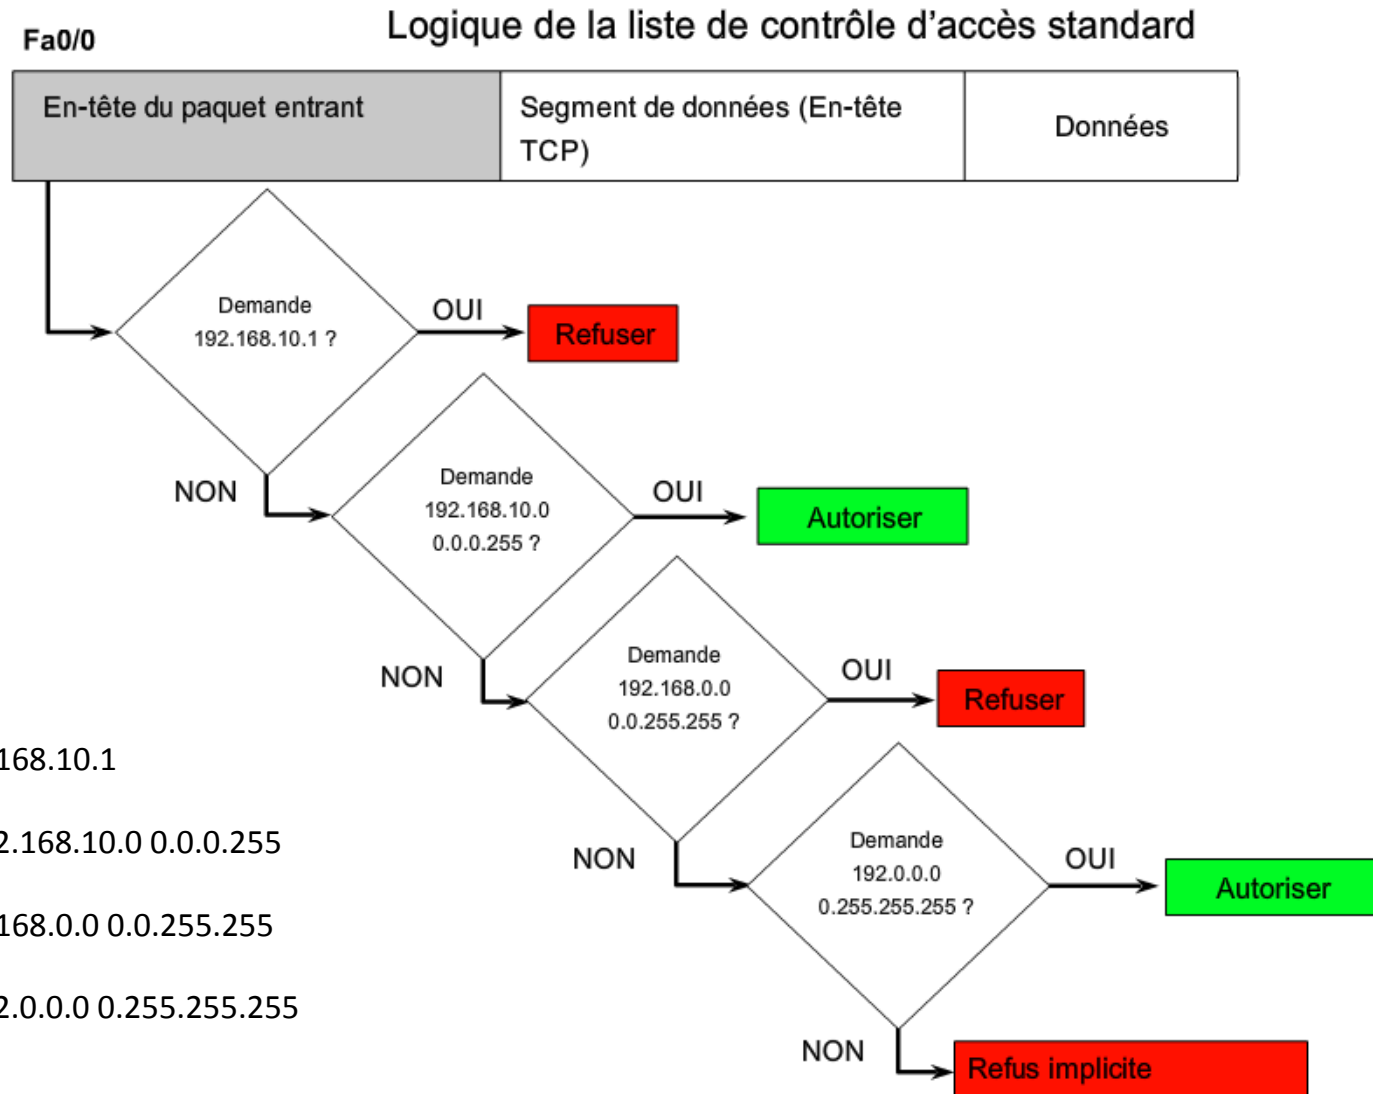 Logique de la liste de contrôle d'accès standard
Fa0/0
En-tête du paquet entrant
Segment de données (En-tête
TCP)
Données
Demande
192.168.10.1 ?
OUI
Refuser
NON
Demande
192.168.10.0
0.0.0.255 ?
OUI
Autoriser
NON
Demande
192.168.0.0
0.0.255.255 ?
OUI
Refuser
NON
Demande
192.0.0.0
0.255.255.255 ?
OUI
Autoriser
NON
Refus implicite
168.10.1
2.168.10.0 0.0.0.255
168.0.0 0.0.255.255
2.0.0.0 0.255.255.255